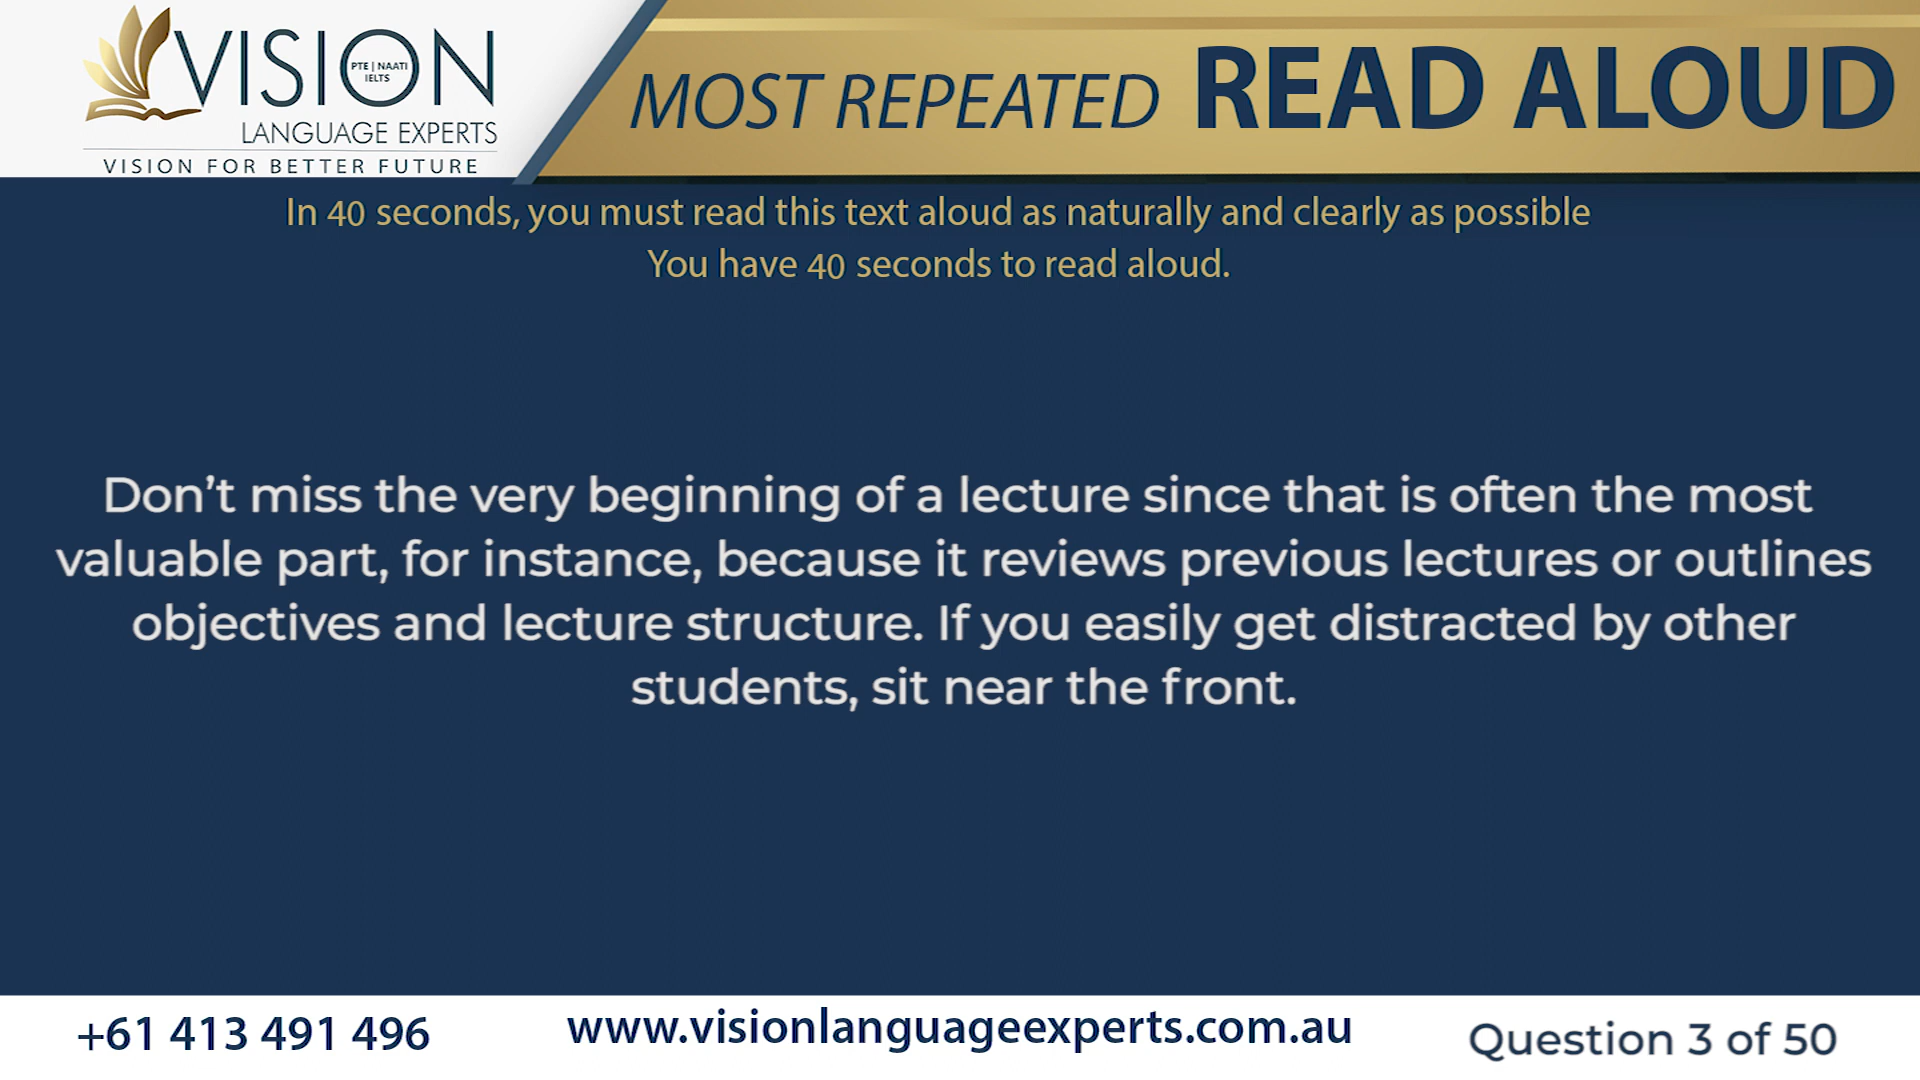 VISION
PTE | NAATI
IELTS
LANGUAGE EXPERTS
VISION FOR BETTER FUTURE
MOST REPEATED READ ALOUD
In 40 seconds, you must read this text aloud as naturally and clearly as possible
You have 40 seconds to read aloud.
Don’t miss the very beginning of a lecture since that is often the most
valuable part, for instance, because it reviews previous lectures or outlines
objectives and lecture structure. If you easily get distracted by other
students, sit near the front.
+61 413 491 496
www.visionlanguageexperts.com.au
Question 3 of 50